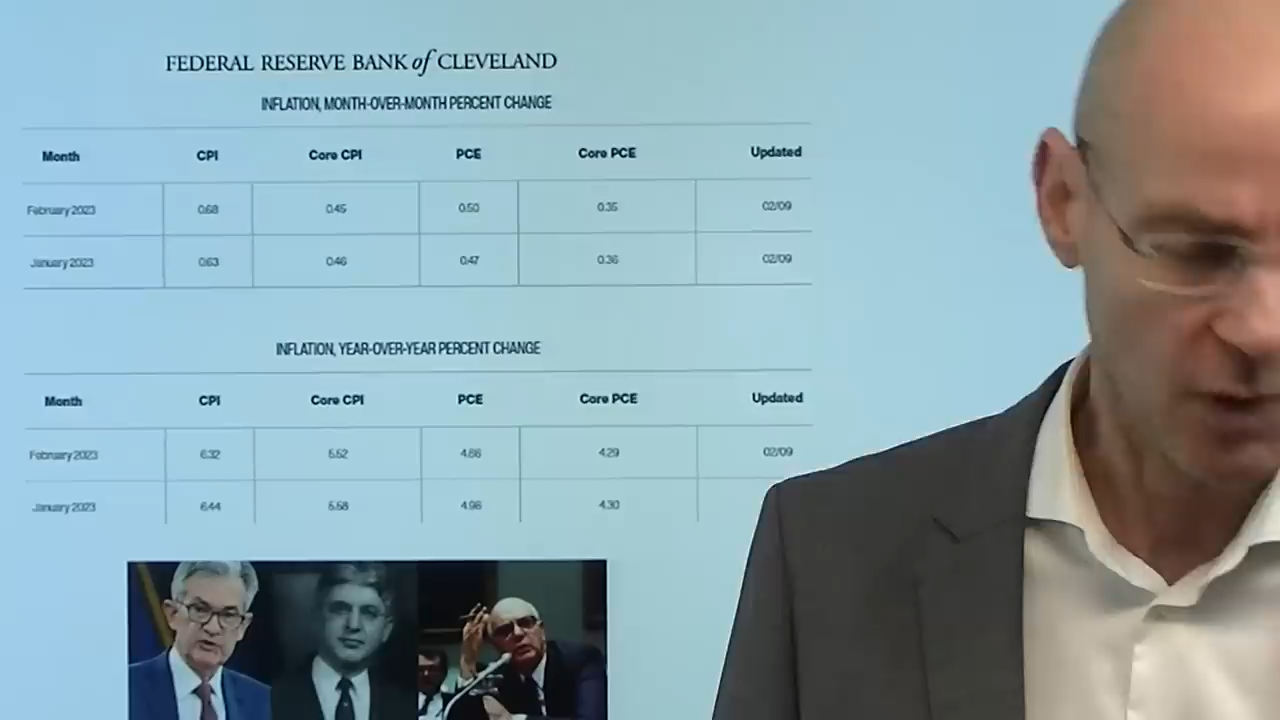 FEDERAL RESERVE BANK of CLEVELAND
INFLATION, MONTH-OVER-MONTH PERCENT CHANGE
Month CPI Core CPI PCE Core PCE Updated
February 2023 0.68 0.45 0.50 0.35 02/09
January 2023 0.63 0.46 0.47 0.36 02/09
INFLATION, YEAR-OVER-YEAR PERCENT CHANGE
Month CPI Core CPI PCE Core PCE Updated
February 2023 6.32 5.52 4.86 4.29 02/09
January 2023 6.44 5.58 4.96 4.30